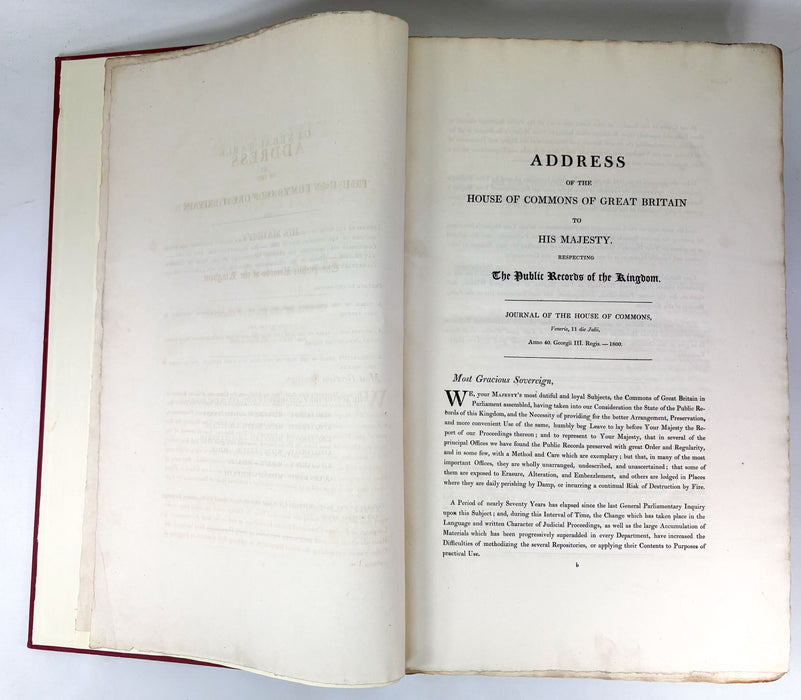 ADDRESS
OF THE
HOUSE OF COMMONS OF GREAT BRITAIN
TO
HIS MAJESTY.
RESPECTING
The Public Records of the Kingdom.
JOURNAL OF THE HOUSE OF COMMONS,
Veneris, 11 die Julii,
Anno 40. Georgii III. Regis.—1800.
Most Gracious Sovereign,
WE, your MAJESTY's most dutiful and loyal Subjects, the Commons of Great Britain in
Parliament assembled, having taken into our Consideration the State of the Public Re-
cords of this Kingdom, and the Necessity of providing for the better Arrangement, Preservation,
and more convenient Use of the same, humbly beg Leave to lay before Your Majesty the Re-
port of our Proceedings thereon; and to represent to Your Majesty, that in several of the
principal Offices we have found the Public Records preserved with great Order and Regularity,
and in some few, with a Method and Care which are exemplary; but that, in many of the most
important Offices, they are wholly unarranged, undescribed, and unascertained; that some of
them are exposed to Erasure, Alteration, and Embezzlement, and others are lodged in Places
where they are daily perishing by Damp, or incurring a continual Risk of Destruction by Fire.
A Period of nearly Seventy Years has elapsed since the last General Parliamentary Inquiry
upon this Subject; and, during this Interval of Time, the Change which has taken place in the
Language and written Character of Judicial Proceedings, as well as the large Accumulation of
Materials which has been progressively superadded in every Department, have increased the
Difficulties of methodizing the several Repositories, or applying their Contents to Purposes of
practical Use.
b